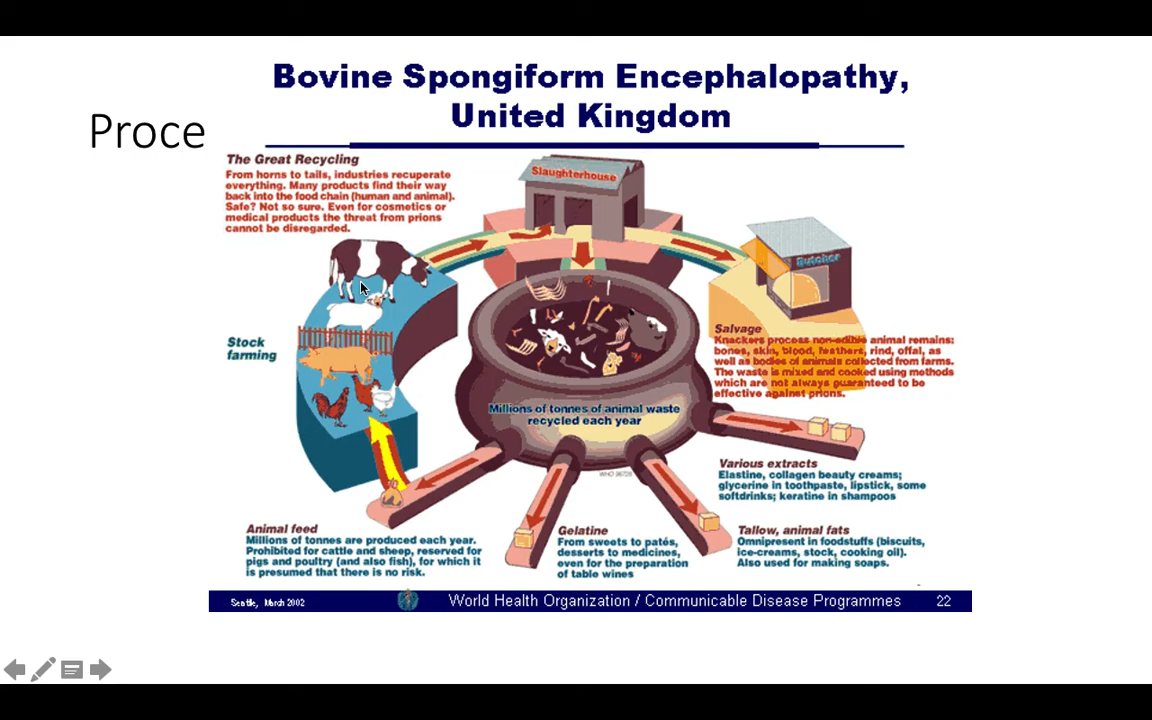 Bovine Spongiform Encephalopathy,
United Kingdom
Proce
The Great Recycling
From horns to tails, industries recuperate
everything. Many products find their way
back into the food chain (human and animal).
Safe? Not so sure. Even for cosmetics or
medical products the threat from prions
cannot be disregarded.
Slaughterhouse
Butcher
Stock
farming
Salvage
Knackers process non-edible animal remains:
bones, skin, blood, feathers, rind, offal, as
well as bodies of animals collected from farms.
The waste is mixed and cooked using methods
which are not always guaranteed to be
effective against prions.
Millions of tonnes of animal waste
recycled each year
Various extracts
Elastine, collagen beauty creams;
glycerine in toothpaste, lipstick, some
softdrinks; keratine in shampoos
Animal feed
Millions of tonnes are produced each year.
Prohibited for cattle and sheep, reserved for
pigs and poultry (and also fish), for which it
is presumed that there is no risk.
Gelatine
From sweets to patés,
desserts to medicines,
even for the preparation
of table wines
Tallow, animal fats
Omnipresent in foodstuffs (biscuits,
ice-creams, stock, cooking oil).
Also used for making soaps.
Seattle, March 2002
World Health Organization / Communicable Disease Programmes
22